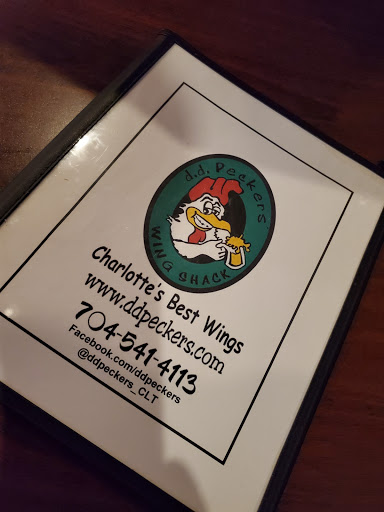 d.d. Peckers
WING SHACK
Charlotte's Best Wings
www.ddpeckers.com
704-541-4113
Facebook.com/ddpeckers
@ddpeckers_CLT